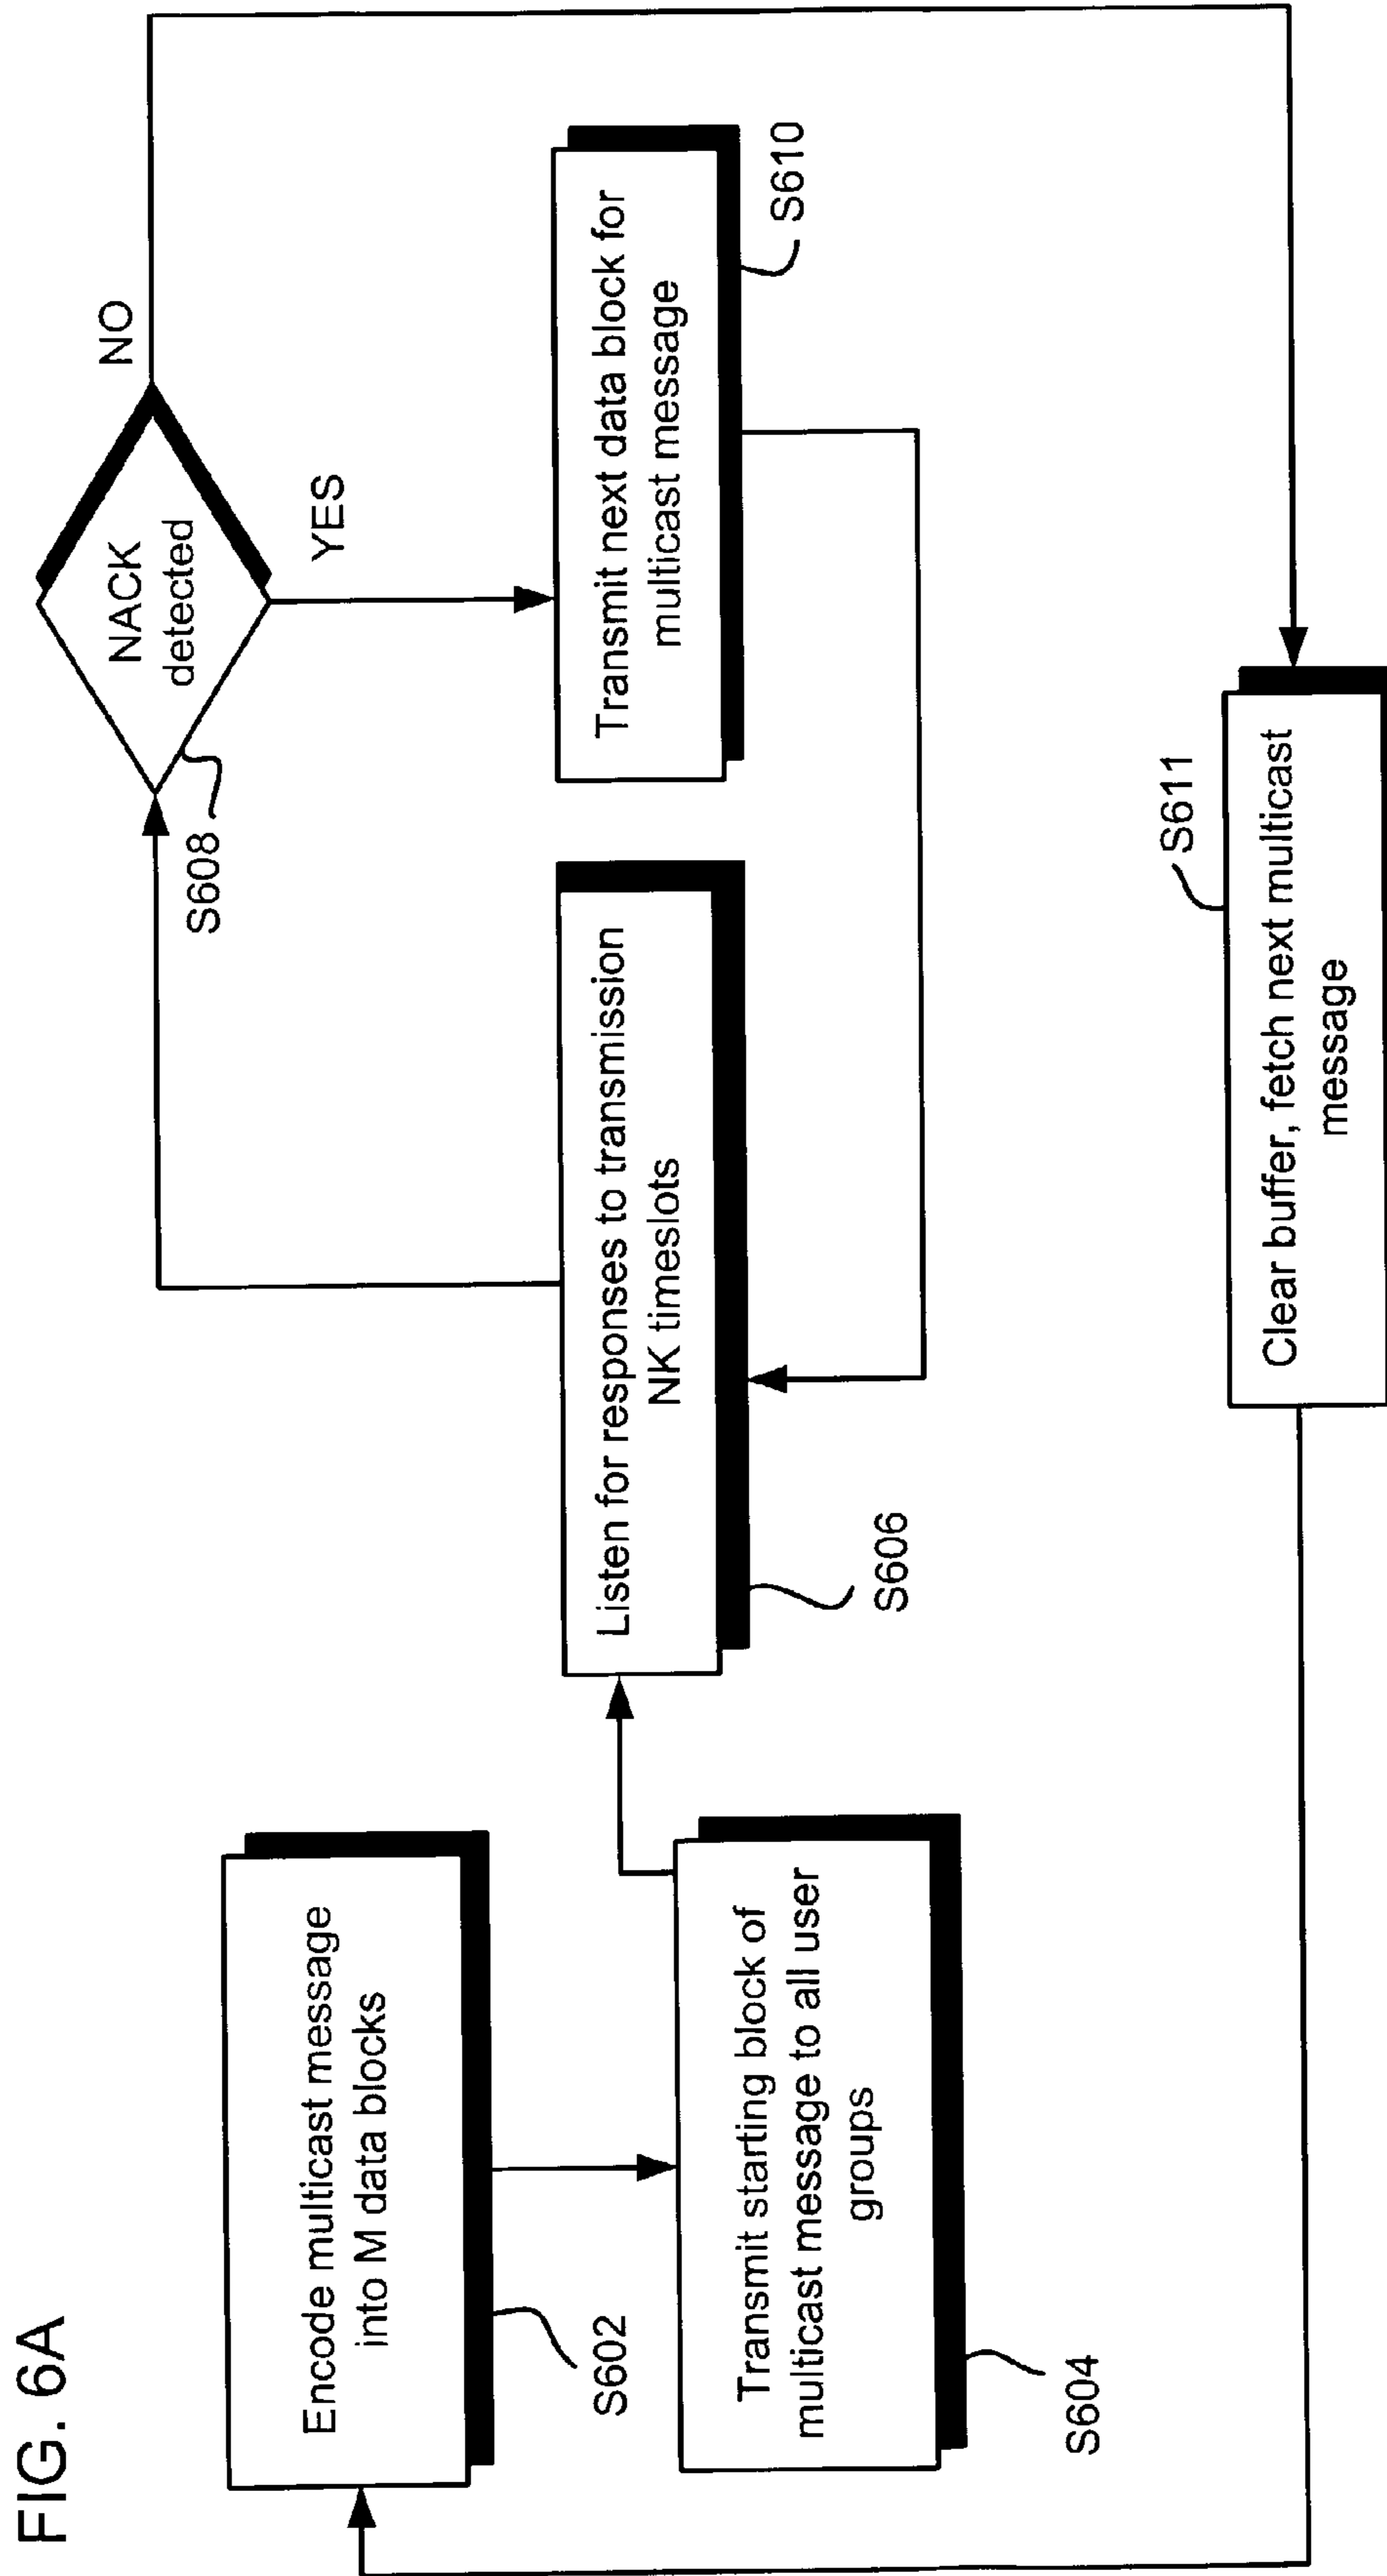 FIG. 6A
Encode multicast message
into M data blocks
S602
Transmit starting block of
multicast message to all user
groups
S604
Listen for responses to transmission
NK timeslots
S606
NACK
detected
S608
NO
YES
Transmit next data block for
multicast message
S610
Clear buffer, fetch next multicast
message
S611